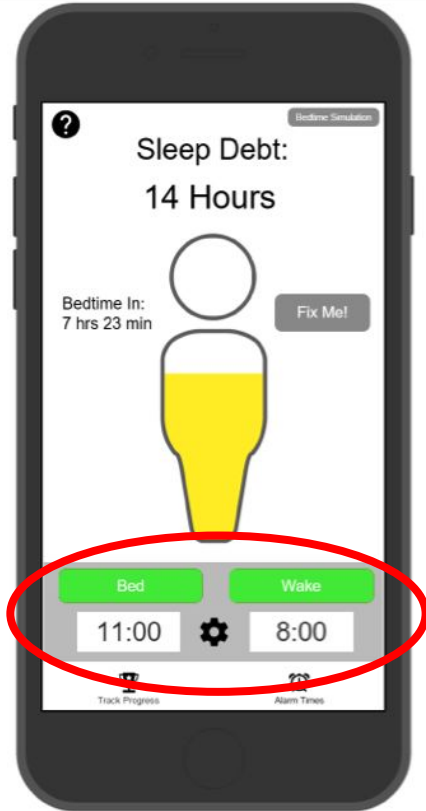 ?
Bedtime Simulation
Sleep Debt:
14 Hours
Bedtime In:
7 hrs 23 min
Fix Me!
Bed
Wake
11:00
8:00
Track Progress
Alarm Times